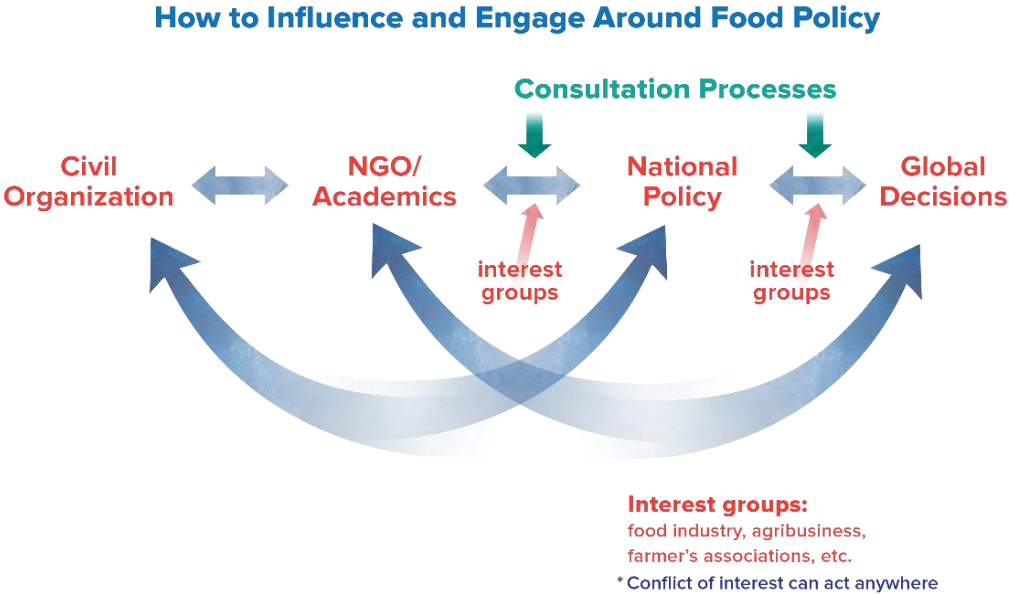 How to Influence and Engage Around Food Policy
Consultation Processes
Civil
Organization
NGO/
Academics
National
Policy
Global
Decisions
interest
groups
interest
groups
Interest groups:
food industry, agribusiness,
farmer’s associations, etc.
* Conflict of interest can act anywhere